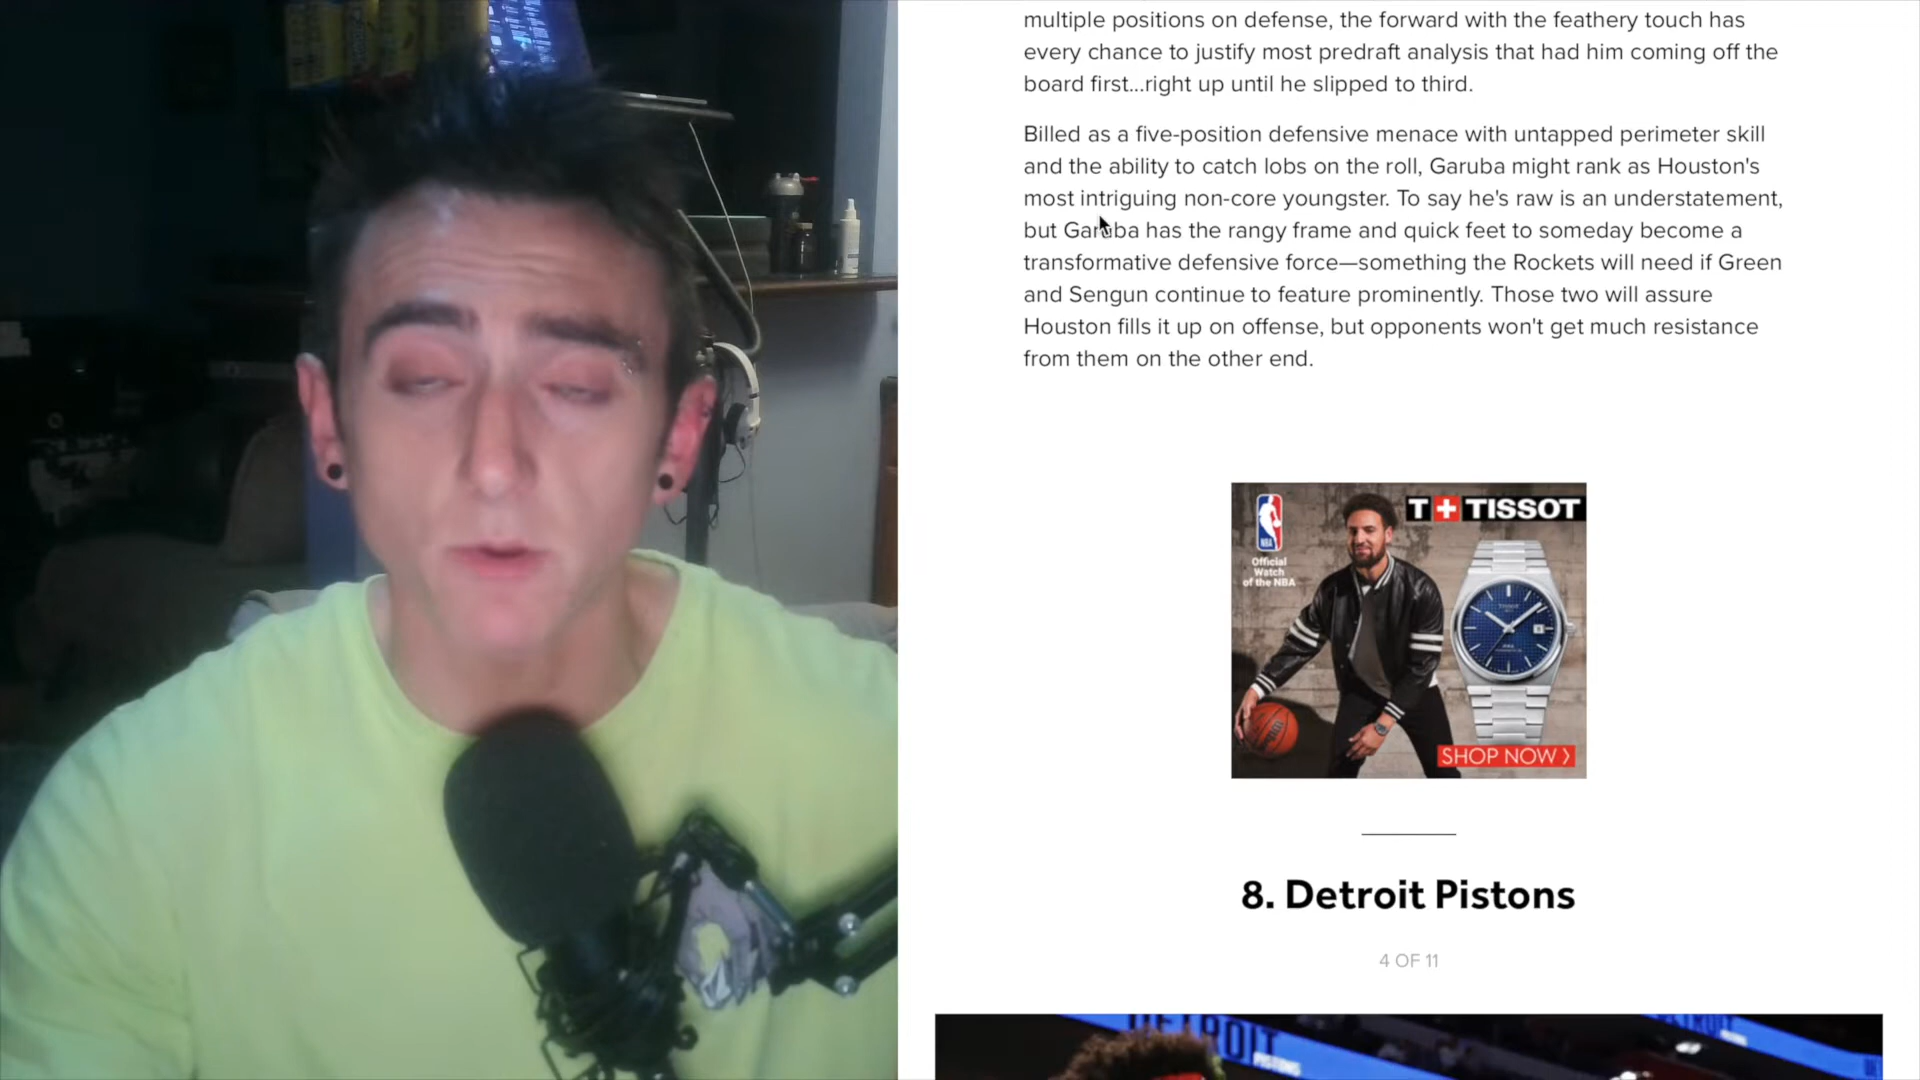 multiple positions on defense, the forward with the feathery touch has
every chance to justify most predraft analysis that had him coming off the
board first...right up until he slipped to third.
Billed as a five-position defensive menace with untapped perimeter skill
and the ability to catch lobs on the roll, Garuba might rank as Houston's
most intriguing non-core youngster. To say he's raw is an understatement,
but Garuba has the rangy frame and quick feet to someday become a
transformative defensive force—something the Rockets will need if Green
and Sengun continue to feature prominently. Those two will assure
Houston fills it up on offense, but opponents won't get much resistance
from them on the other end.
T+ TISSOT
NBA
Official
Watch
of the NBA
TISSOT
SHOP NOW >
8. Detroit Pistons
4 OF 11
DETROIT
PISTONS